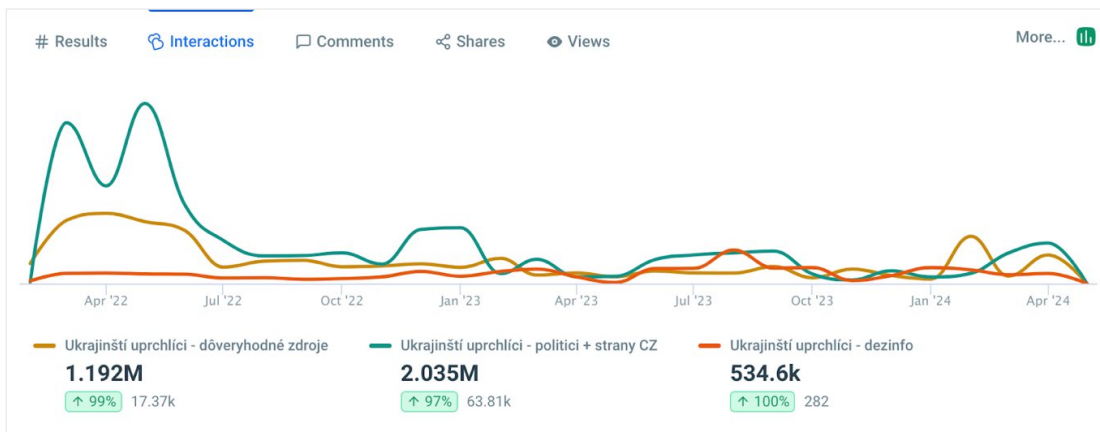 # Results Interactions Comments Shares Views More...
Apr '22 Jul '22 Oct '22 Jan '23 Apr '23 Jul '23 Oct '23 Jan '24 Apr '24
Ukrajinští uprchlíci - dôveryhodné zdroje Ukrajinští uprchlíci - politici + strany CZ Ukrajinští uprchlíci - dezinfo
1.192M 2.035M 534.6k
↑ 99% 17.37k ↑ 97% 63.81k ↑ 100% 282